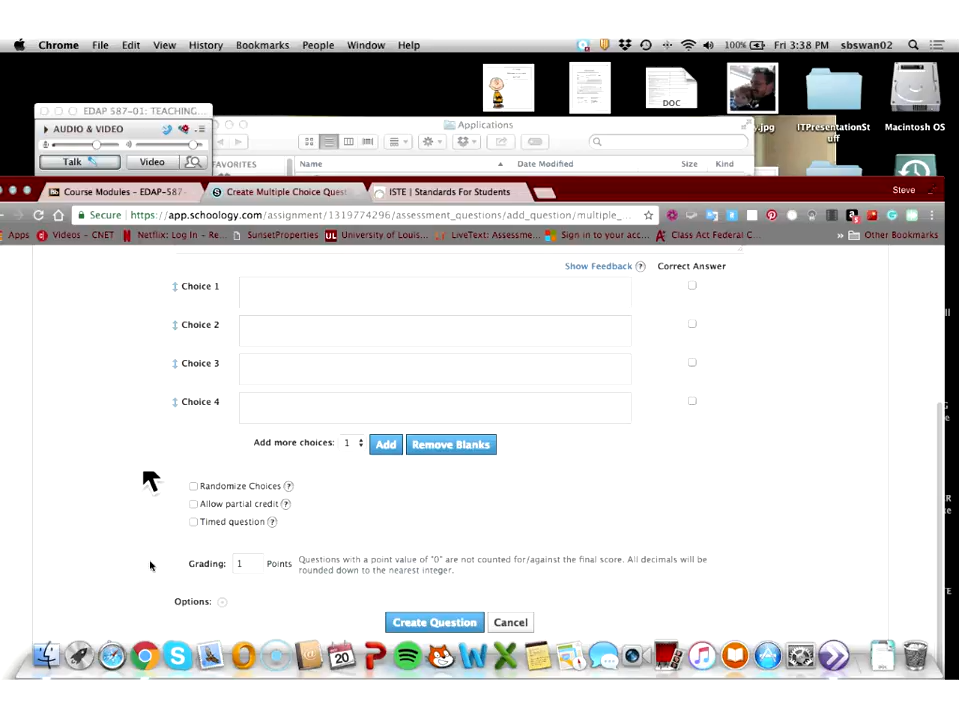 Chrome File Edit View History Bookmarks People Window Help 100% Fri 3:38 PM sbswan02
DOC
.jpg ITPresentationSt
uff
Macintosh OS
EDAP 587-01: TEACHING...
AUDIO & VIDEO
Applications
Talk Video
FAVORITES Name Date Modified Size Kind
Course Modules - EDAP-587- Create Multiple Choice Quest ISTE | Standards For Students Steve
Secure https://app.schoology.com/assignment/1319774296/assessment_questions/add_question/multiple_...
Apps Videos - CNET Netflix: Log In - Re... SunsetProperties University of Louis... LiveText: Assessme... Sign in to your acc... Class Act Federal C... » Other Bookmarks
Show Feedback ? Correct Answer
Choice 1
Choice 2
Choice 3
Choice 4
Add more choices: 1 Add Remove Blanks
Randomize Choices ?
Allow partial credit ?
Timed question ?
Grading: 1 Points Questions with a point value of "0" are not counted for/against the final score. All decimals will be
rounded down to the nearest integer.
Options:
Create Question Cancel
20